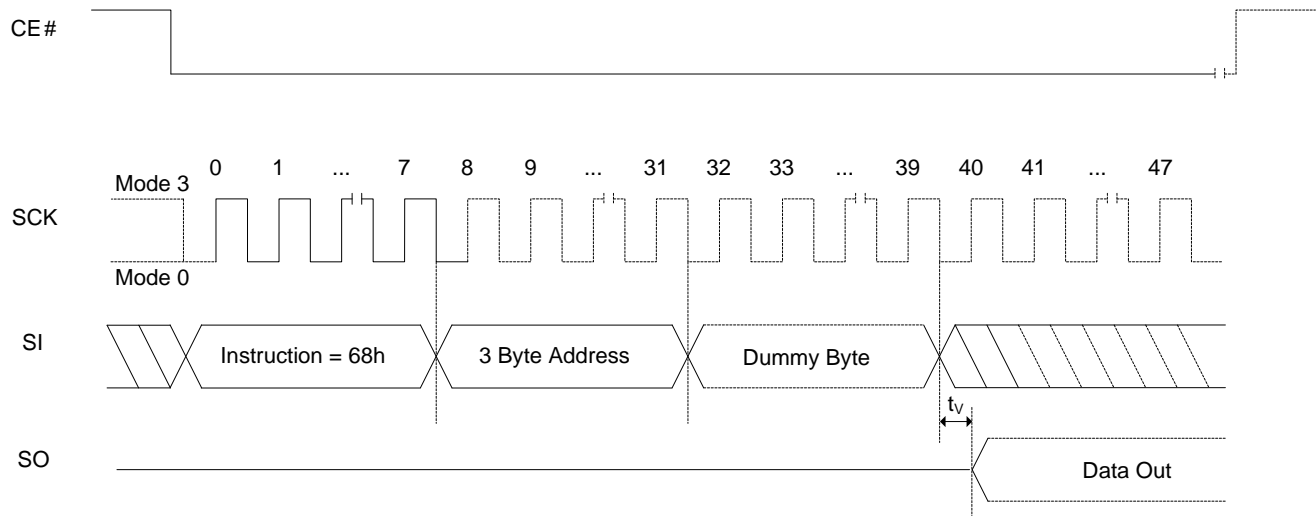 CE#
0 1 ... 7 8 9 ... 31 32 33 ... 39 40 41 ... 47
Mode 3
SCK
Mode 0
SI
Instruction = 68h
3 Byte Address
Dummy Byte
tV
SO
Data Out